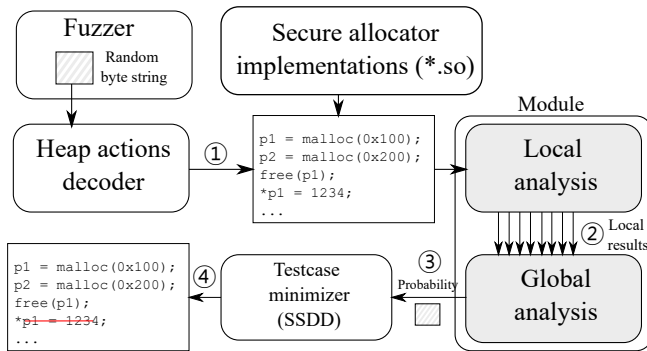 Fuzzer
Random
byte string
Secure allocator
implementations (*.so)
Heap actions
decoder
①
p1 = malloc(0x100);
p2 = malloc(0x200);
free(p1);
*p1 = 1234;
...
Module
Local
analysis
②
Local
results
Global
analysis
③
Probability
Testcase
minimizer
(SSDD)
④
p1 = malloc(0x100);
p2 = malloc(0x200);
free(p1);
*p1 = 1234;
...